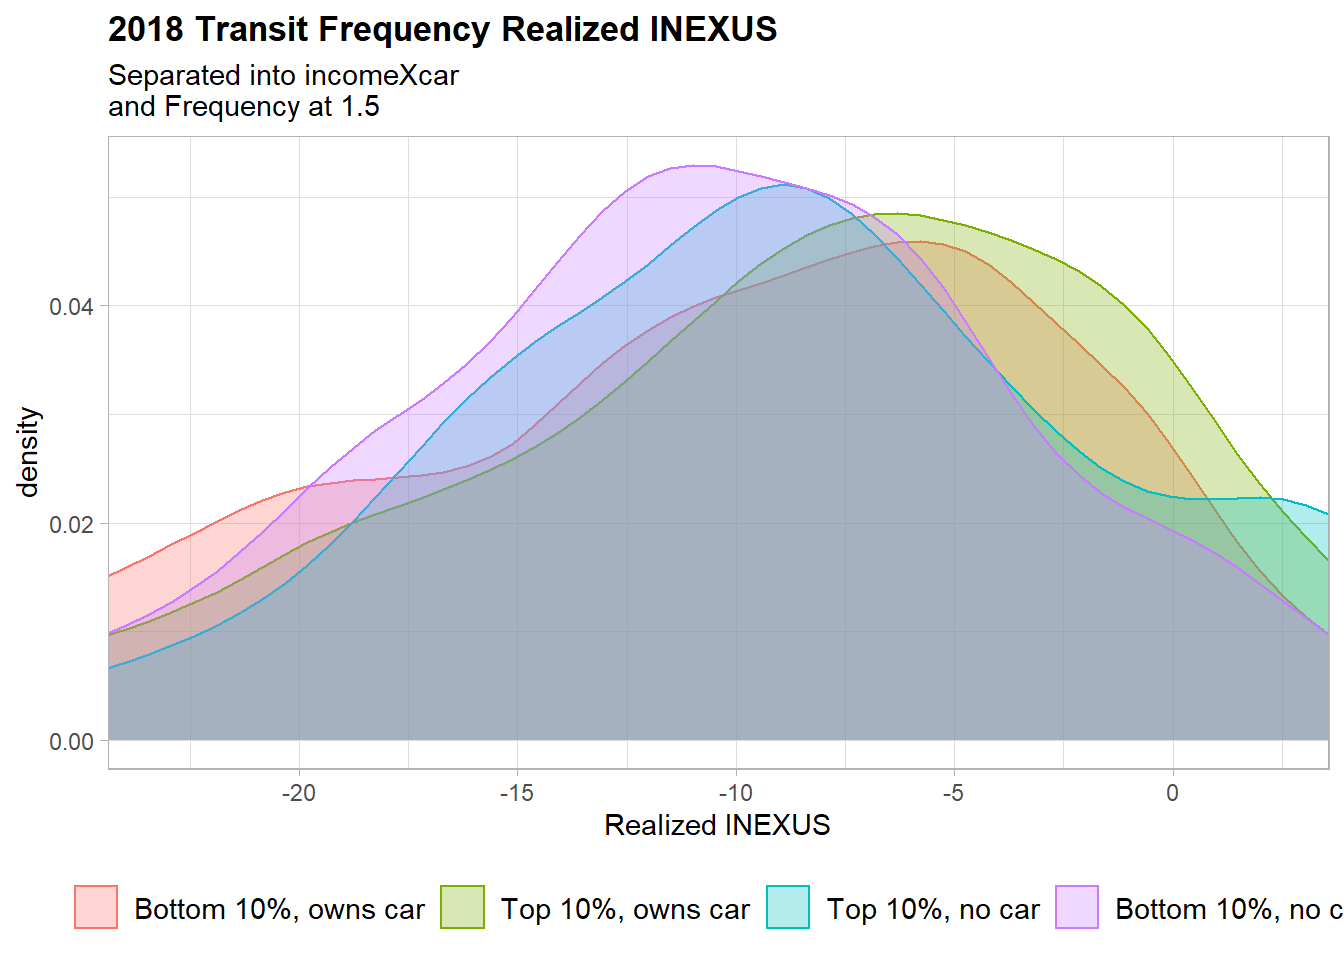 2018 Transit Frequency Realized INEXUS
Separated into incomeXcar
and Frequency at 1.5
density
0.04
0.02
0.00
-20 -15 -10 -5 0
Realized INEXUS
Bottom 10%, owns car Top 10%, owns car Top 10%, no car Bottom 10%, no c